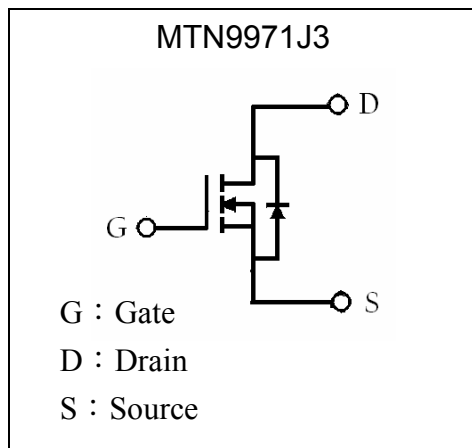 MTN9971J3
D
G
S
G：Gate
D：Drain
S：Source